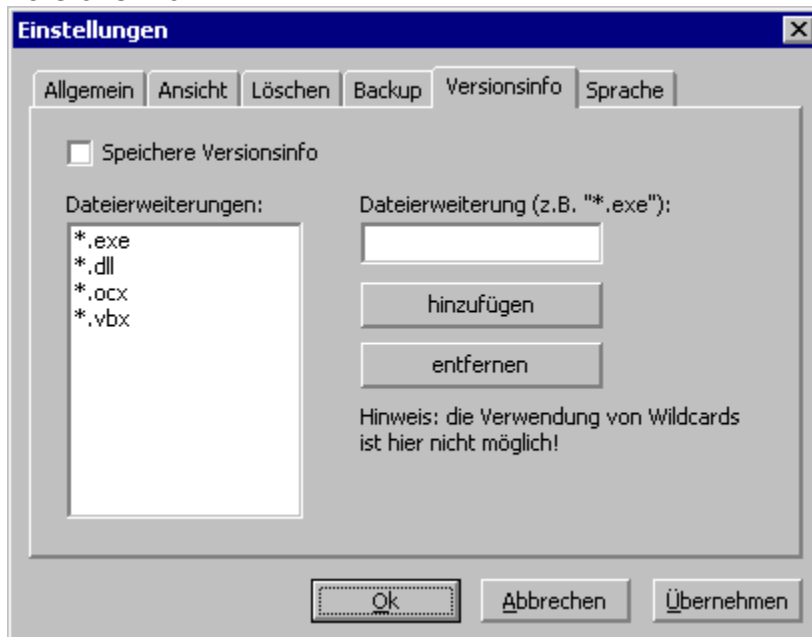 Einstellungen
Allgemein Ansicht Löschen Backup Versionsinfo Sprache
Speichere Versionsinfo
Dateierweiterungen:
*.exe
*.dll
*.ocx
*.vbx
Dateierweiterung (z.B. "*.exe"):
hinzufügen
entfernen
Hinweis: die Verwendung von Wildcards
ist hier nicht möglich!
Ok Abbrechen Übernehmen